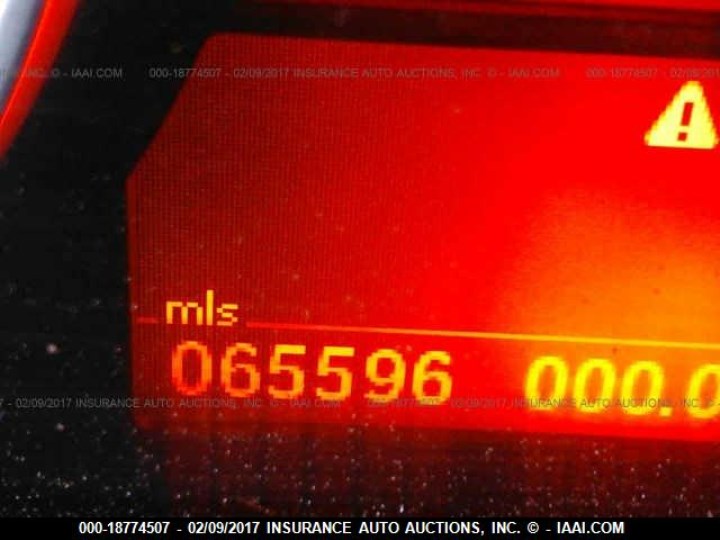 INC. © - IAAI.COM 000-18774507 - 02/09/2017 INSURANCE AUTO AUCTIONS, INC. © - IAAI.COM 000-18774507 - 02/09/2017
mls
065596 000.0
- 02/09/2017 INSURANCE AUTO AUCTIONS, INC. © - IAAI.COM 000-18774507 - 02/09/2017 INSURANCE AUTO AUCTIONS, INC. © - IAAI
000-18774507 - 02/09/2017 INSURANCE AUTO AUCTIONS, INC. © - IAAI.COM